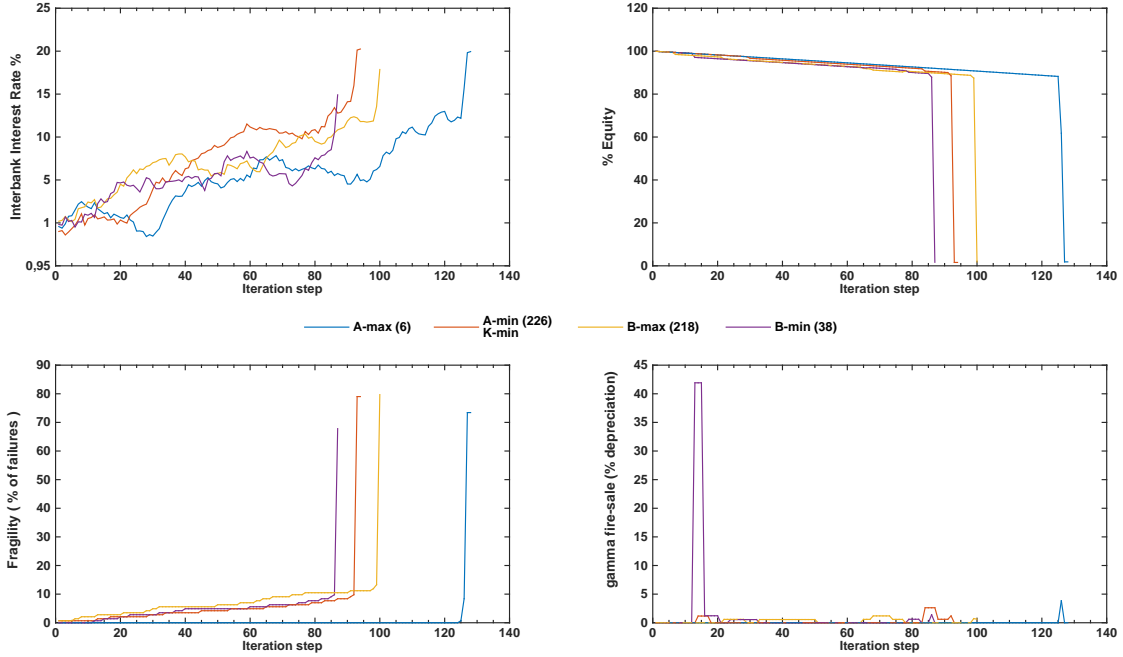 25
20
15
10
5
1
0,95
0 20 40 60 80 100 120 140
Iteration step
Interbank Interest Rate %
120
100
80
60
40
20
0
0 20 40 60 80 100 120 140
Iteration step
% Equity
A-max (6)
A-min (226)
K-min
B-max (218)
B-min (38)
90
80
70
60
50
40
30
20
10
0
0 20 40 60 80 100 120 140
Iteration step
Fragility ( % of failures )
45
40
35
30
25
20
15
10
5
0
0 20 40 60 80 100 120 140
Iteration step
gamma fire-sale (% depreciation)